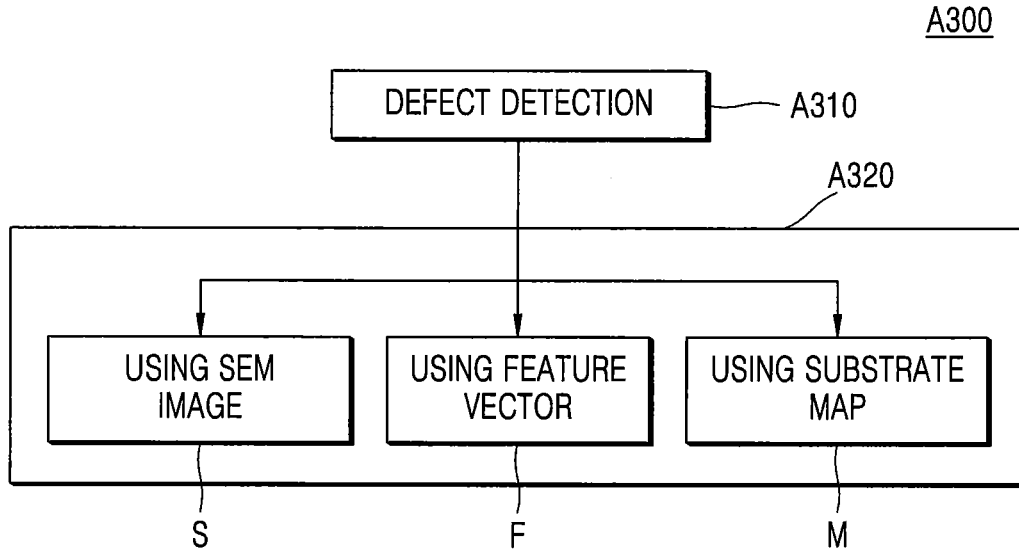 A300
DEFECT DETECTION
A310
A320
USING SEM
IMAGE
USING FEATURE
VECTOR
USING SUBSTRATE
MAP
S
F
M